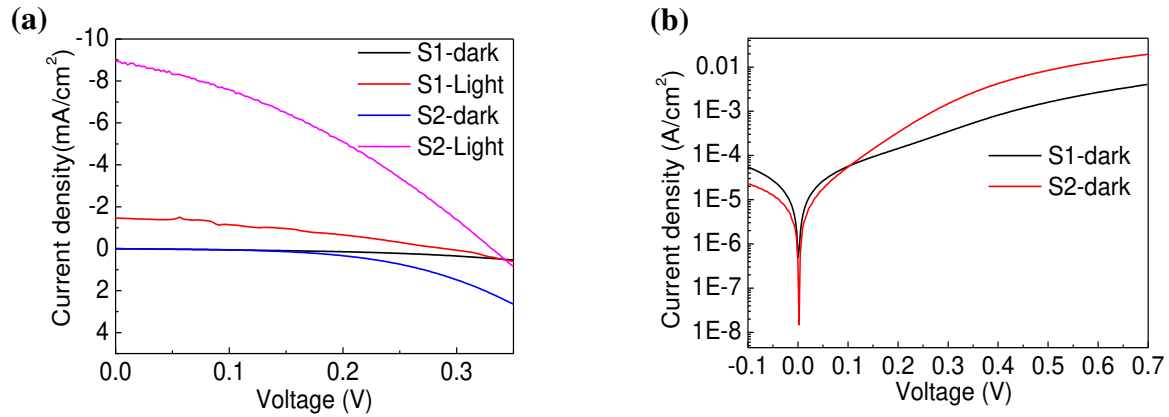 (a)
Current density(mA/cm²)
-10
-8
-6
-4
-2
0
2
4
0.0 0.1 0.2 0.3
Voltage (V)
S1-dark
S1-Light
S2-dark
S2-Light
(b)
Current density (A/cm²)
0.01
1E-3
1E-4
1E-5
1E-6
1E-7
1E-8
-0.1 0.0 0.1 0.2 0.3 0.4 0.5 0.6 0.7
Voltage (V)
S1-dark
S2-dark